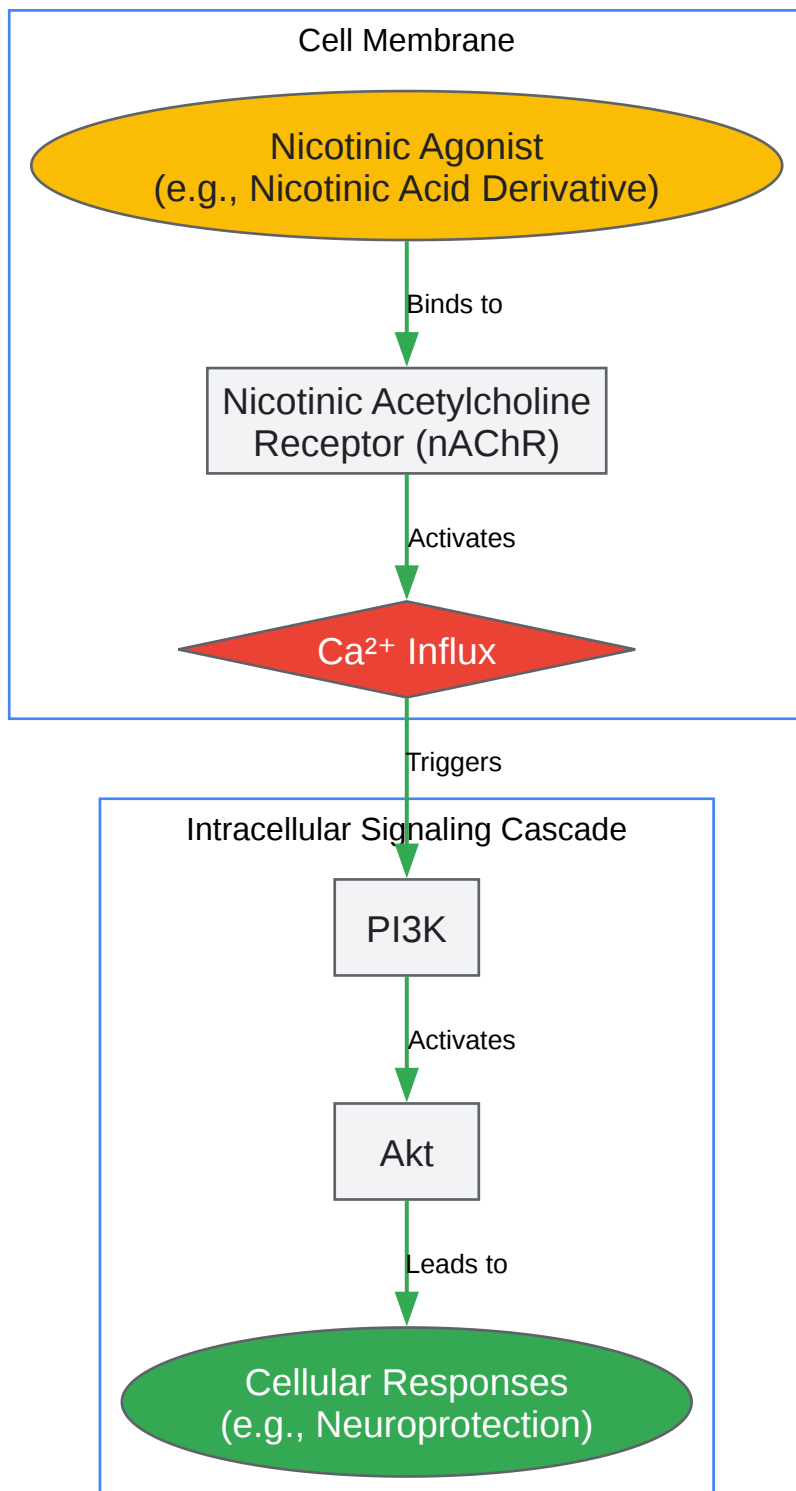 Cell Membrane
Nicotinic Agonist
(e.g., Nicotinic Acid Derivative)
Binds to
Nicotinic Acetylcholine
Receptor (nAChR)
Activates
Ca²⁺ Influx
Triggers
Intracellular Signaling Cascade
PI3K
Activates
Akt
Leads to
Cellular Responses
(e.g., Neuroprotection)